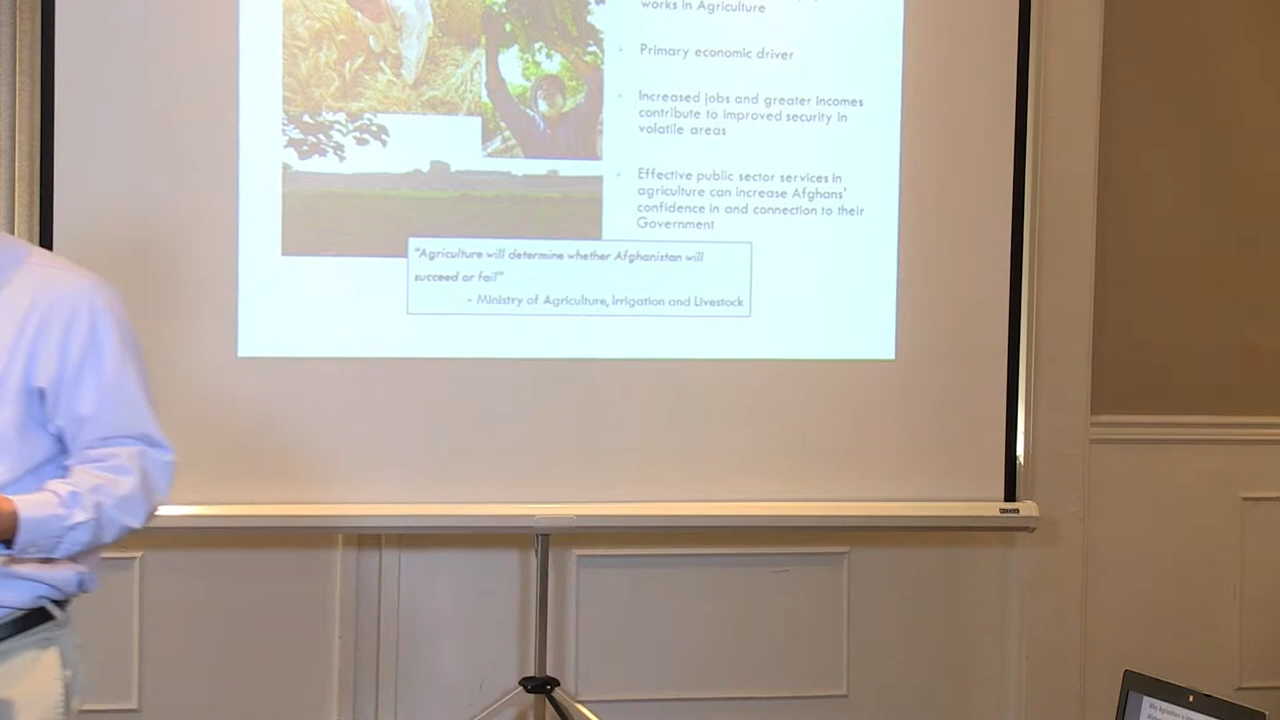 works in Agriculture
Primary economic driver
Increased jobs and greater incomes
contribute to improved security in
volatile areas
Effective public sector services in
agriculture can increase Afghans'
confidence in and connection to their
Government
"Agriculture will determine whether Afghanistan will
succeed or fail"
- Ministry of Agriculture, Irrigation and Livestock
Why Agriculture